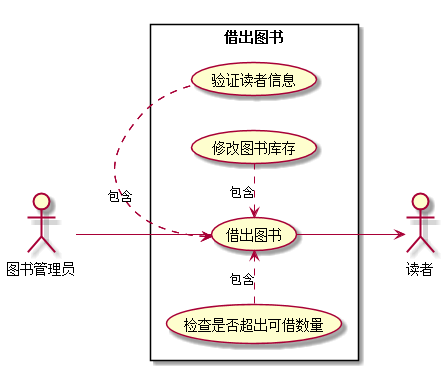 借出图书
验证读者信息
修改图书库存
包含
包含
借出图书
包含
图书管理员
读者
检查是否超出可借数量